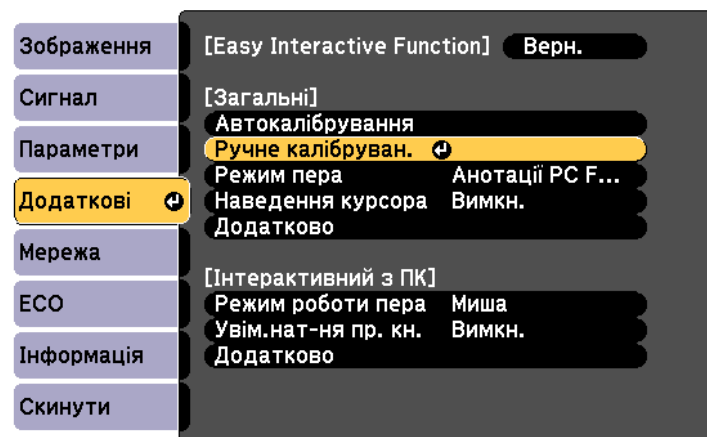 Зображення
Сигнал
Параметри
Додаткові
Мережа
ECO
Інформація
Скинути
[Easy Interactive Function] Верн.
[Загальні]
Автокалібрування
Ручне калібруван.
Режим пера Анотації PC F...
Наведення курсора Вимкн.
Додатково
[Інтерактивний з ПК]
Режим роботи пера Миша
Увім.нат-ня пр. кн. Вимкн.
Додатково